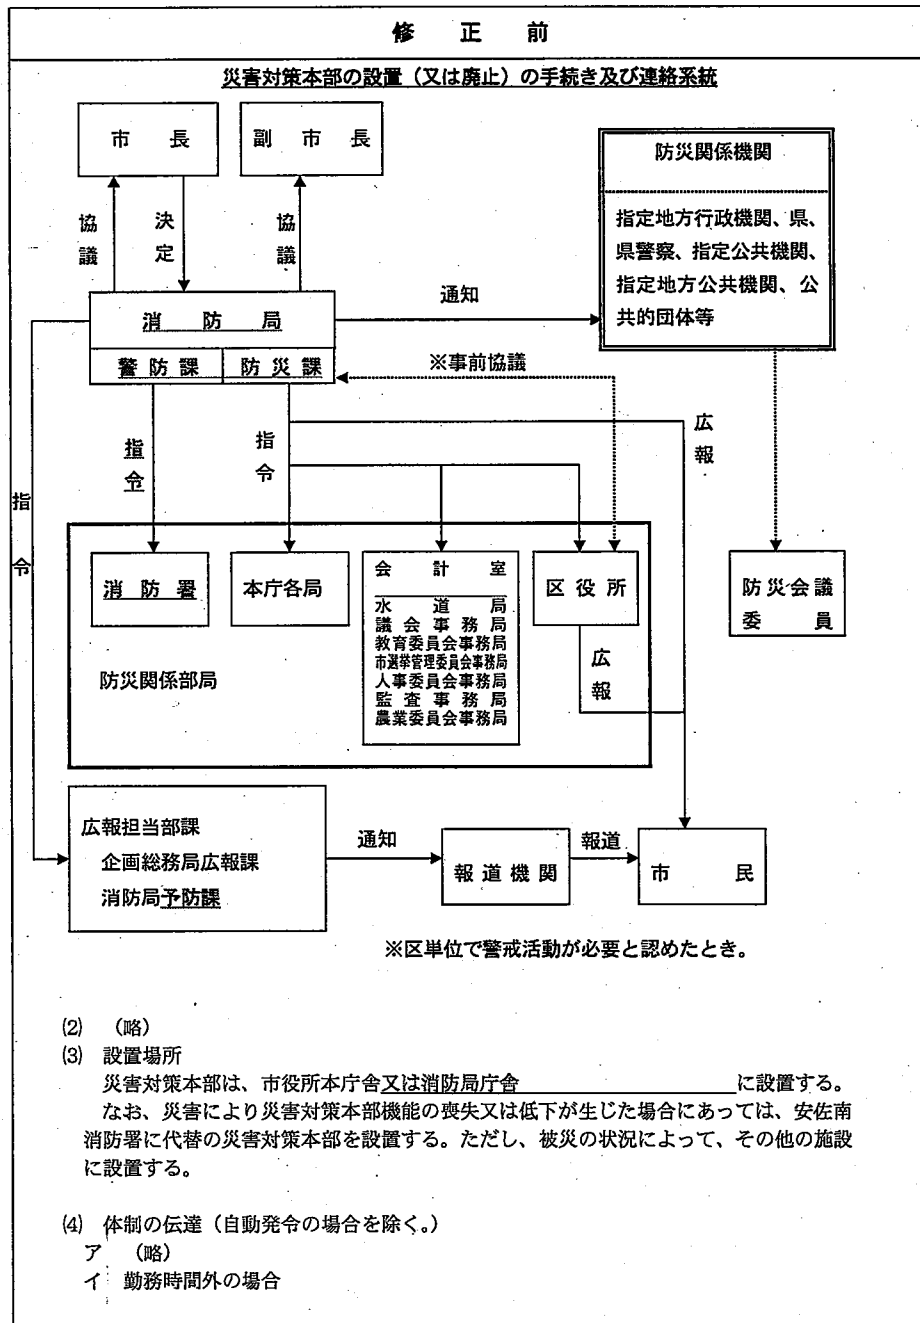 修正前
災害対策本部の設置（又は廃止）の手続き及び連絡系統
市長
副市長
防災関係機関
指定地方行政機関、県、
県警察、指定公共機関、
指定地方公共機関、公
共的団体等
協議
決定
協議
通知
消防局
警防課
防災課
※事前協議
広報
指令
指令
指令
消防署
本庁各局
会計室
水道局
議会事務局
教育委員会事務局
市選挙管理委員会事務局
人事委員会事務局
監査事務局
農業委員会事務局
区役所
防災会議
委員
広報
防災関係部局
広報担当部課
企画総務局広報課
消防局予防課
通知
報道機関
報道
市民
※区単位で警戒活動が必要と認めたとき。
⑵ （略）
⑶ 設置場所
災害対策本部は、市役所本庁舎又は消防局庁舎に設置する。
なお、災害により災害対策本部機能の喪失又は低下が生じた場合にあっては、安佐南
消防署に代替の災害対策本部を設置する。ただし、被災の状況によって、その他の施設
に設置する。
⑷ 体制の伝達（自動発令の場合を除く。）
ア （略）
イ 勤務時間外の場合